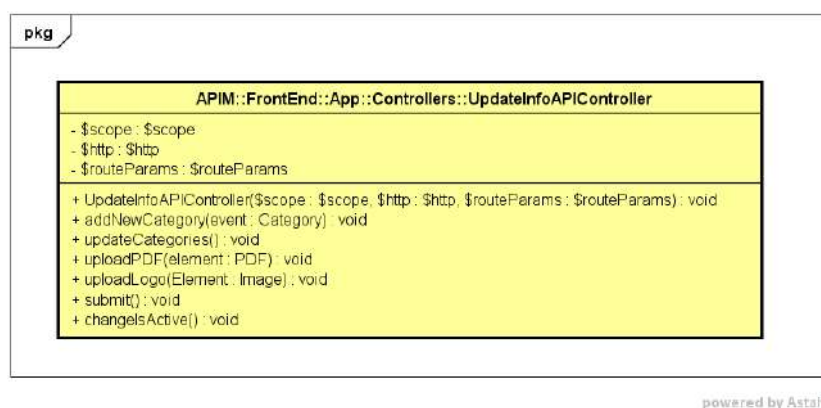 pkg
APIM::FrontEnd::App::Controllers::UpdateInfoAPIController
- $scope : $scope
- $http : $http
- $routeParams : $routeParams
+ UpdateInfoAPIController($scope : $scope, $http : $http, $routeParams : $routeParams) : void
+ addNewCategory(event : Category) : void
+ updateCategories() : void
+ uploadPDF(element : PDF) : void
+ uploadLogo(Element : Image) : void
+ submit() : void
+ changeIsActive() : void
powered by Astah